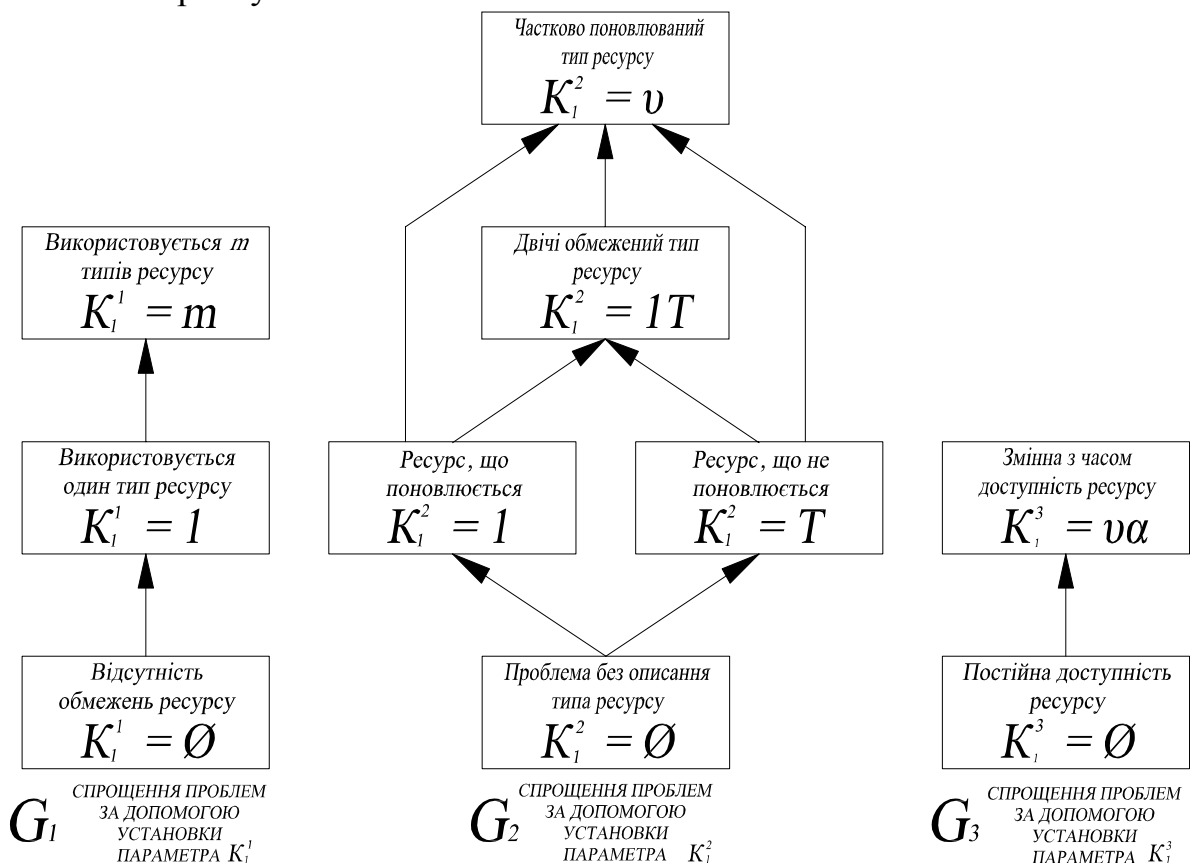 Частково поновлюваний
тип ресурсу
K₁² = υ
Використовується m
типів ресурсу
K₁¹ = m
Двічі обмежений тип
ресурсу
K₁² = 1T
Використовується
один тип ресурсу
K₁¹ = 1
Ресурс, що
поновлюється
K₁² = 1
Ресурс, що не
поновлюється
K₁² = T
Змінна з часом
доступність ресурсу
K₁³ = υα
Відсутність
обмежень ресурсу
K₁¹ = Ø
Проблема без описання
типа ресурсу
K₁² = Ø
Постійна доступність
ресурсу
K₁³ = Ø
G₁ СПРОЩЕННЯ ПРОБЛЕМ
ЗА ДОПОМОГОЮ
УСТАНОВКИ
ПАРАМЕТРА K₁¹
G₂ СПРОЩЕННЯ ПРОБЛЕМ
ЗА ДОПОМОГОЮ
УСТАНОВКИ
ПАРАМЕТРА K₁²
G₃ СПРОЩЕННЯ ПРОБЛЕМ
ЗА ДОПОМОГОЮ
УСТАНОВКИ
ПАРАМЕТРА K₁³